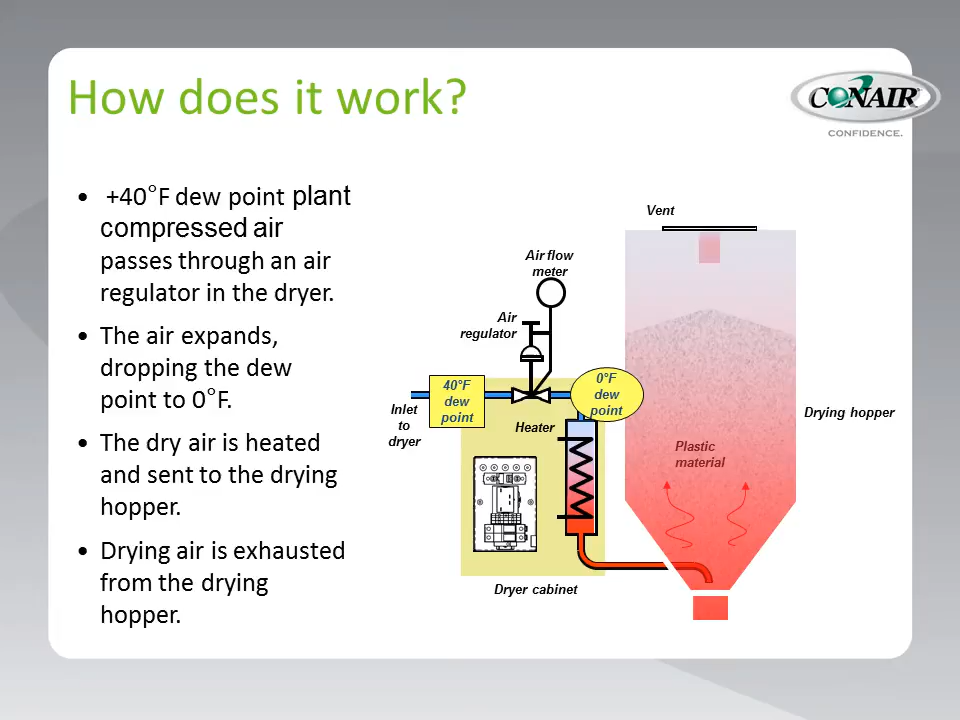 How does it work?
CONAIR
CONFIDENCE.
• +40°F dew point plant
compressed air
passes through an air
regulator in the dryer.
• The air expands,
dropping the dew
point to 0°F.
• The dry air is heated
and sent to the drying
hopper.
• Drying air is exhausted
from the drying
hopper.
Vent
Air flow
meter
Air
regulator
40°F
dew
point
0°F
dew
point
Inlet
to
dryer
Heater
Drying hopper
Plastic
material
Dryer cabinet